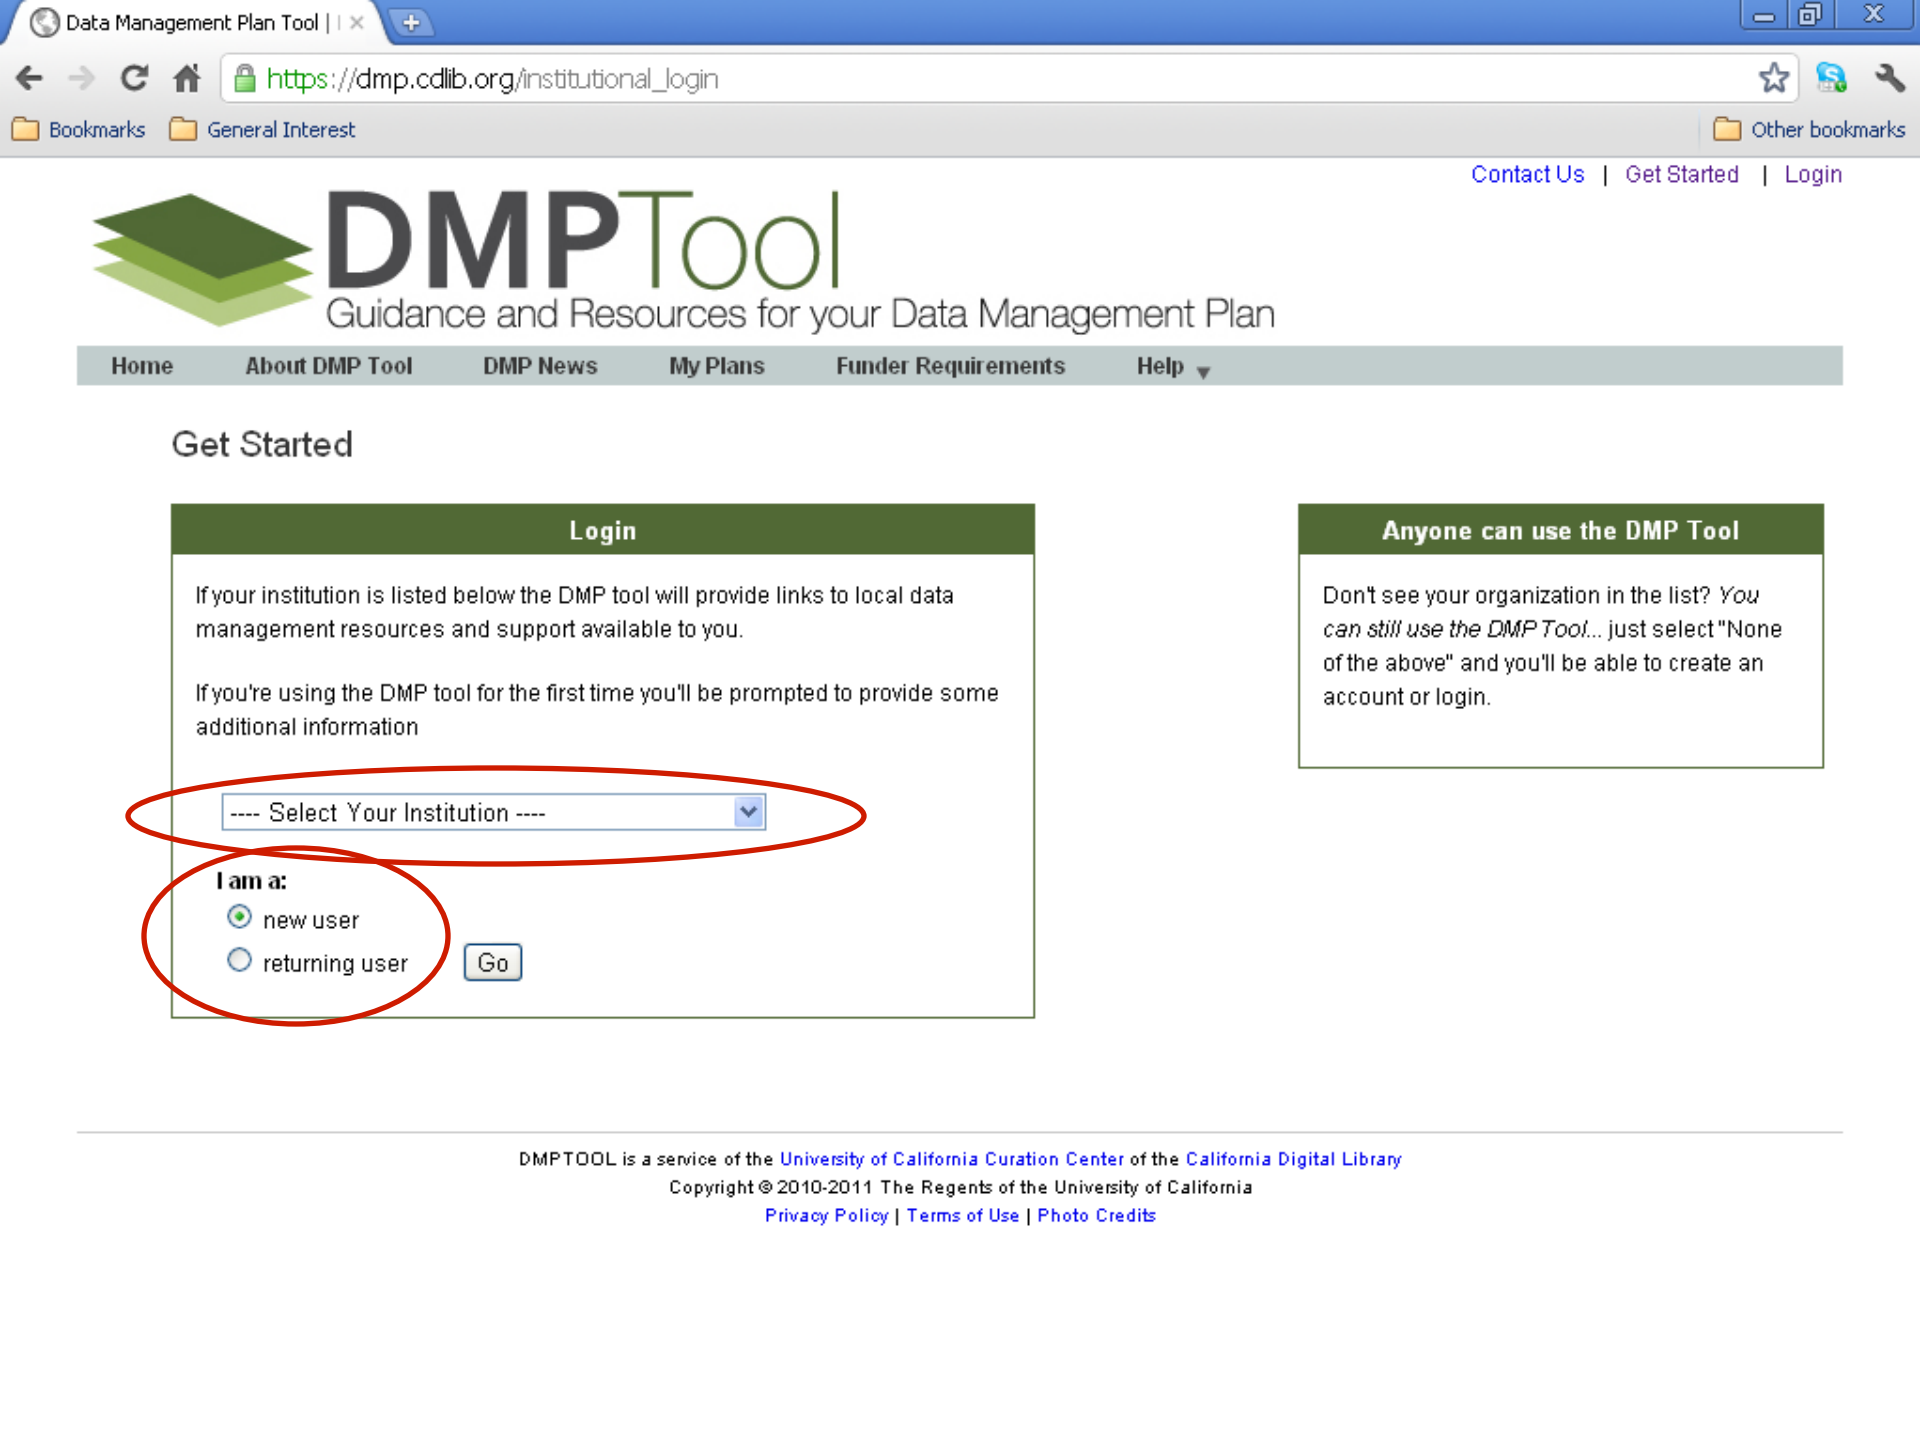 Data Management Plan Tool |
https://dmp.cdlib.org/institutional_login
Bookmarks General Interest Other bookmarks
Contact Us | Get Started | Login
DMPTool
Guidance and Resources for your Data Management Plan
Home About DMP Tool DMP News My Plans Funder Requirements Help
Get Started
Login
If your institution is listed below the DMP tool will provide links to local data
management resources and support available to you.
If you're using the DMP tool for the first time you'll be prompted to provide some
additional information
---- Select Your Institution ----
I am a:
new user
returning user Go
Anyone can use the DMP Tool
Don't see your organization in the list? You
can still use the DMP Tool... just select "None
of the above" and you'll be able to create an
account or login.
DMPTOOL is a service of the University of California Curation Center of the California Digital Library
Copyright © 2010-2011 The Regents of the University of California
Privacy Policy | Terms of Use | Photo Credits